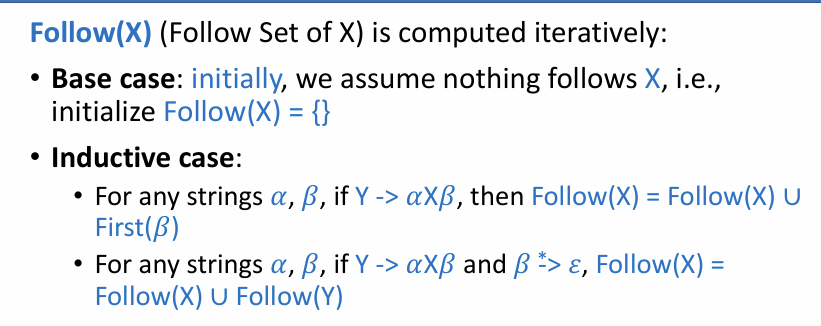 Follow(X) (Follow Set of X) is computed iteratively:
• Base case: initially, we assume nothing follows X, i.e.,
initialize Follow(X) = {}
• Inductive case:
• For any strings α, β, if Y -> αXβ, then Follow(X) = Follow(X) ∪
First(β)
• For any strings α, β, if Y -> αXβ and β *-> ε, Follow(X) =
Follow(X) ∪ Follow(Y)